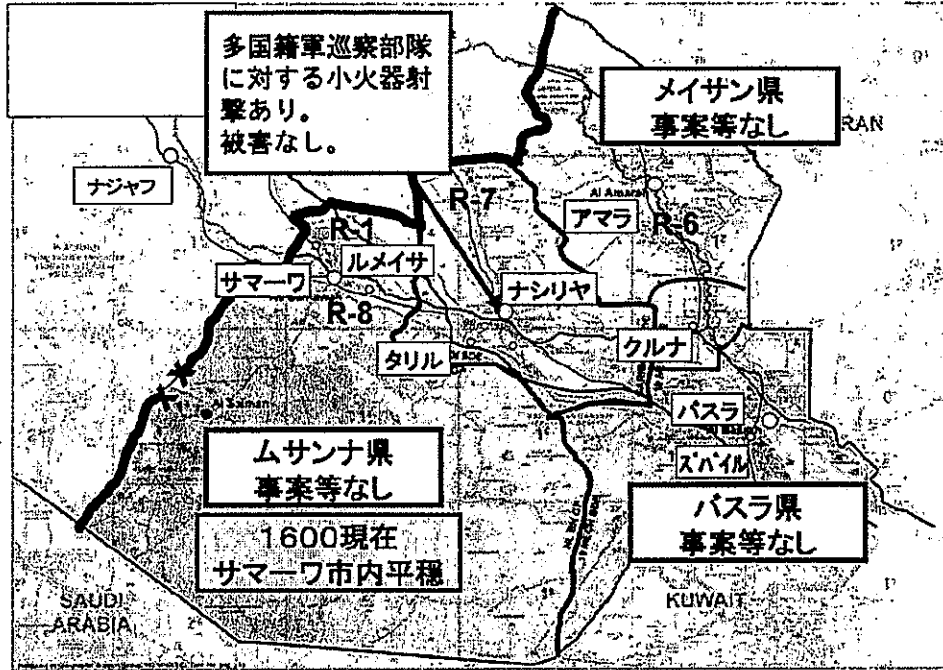 多国籍軍巡察部隊
に対する小火器射
撃あり。
被害なし。
メイサン県
事案等なし
RAN
ナジャフ
R-7
アマラ
R-6
R-1
ルメイサ
サマーワ
ナシリヤ
R-8
クルナ
タリル
バスラ
ズバイル
ムサンナ県
事案等なし
バスラ県
事案等なし
1600現在
サマーワ市内平穏
SAUDI
ARABIA
KUWAIT